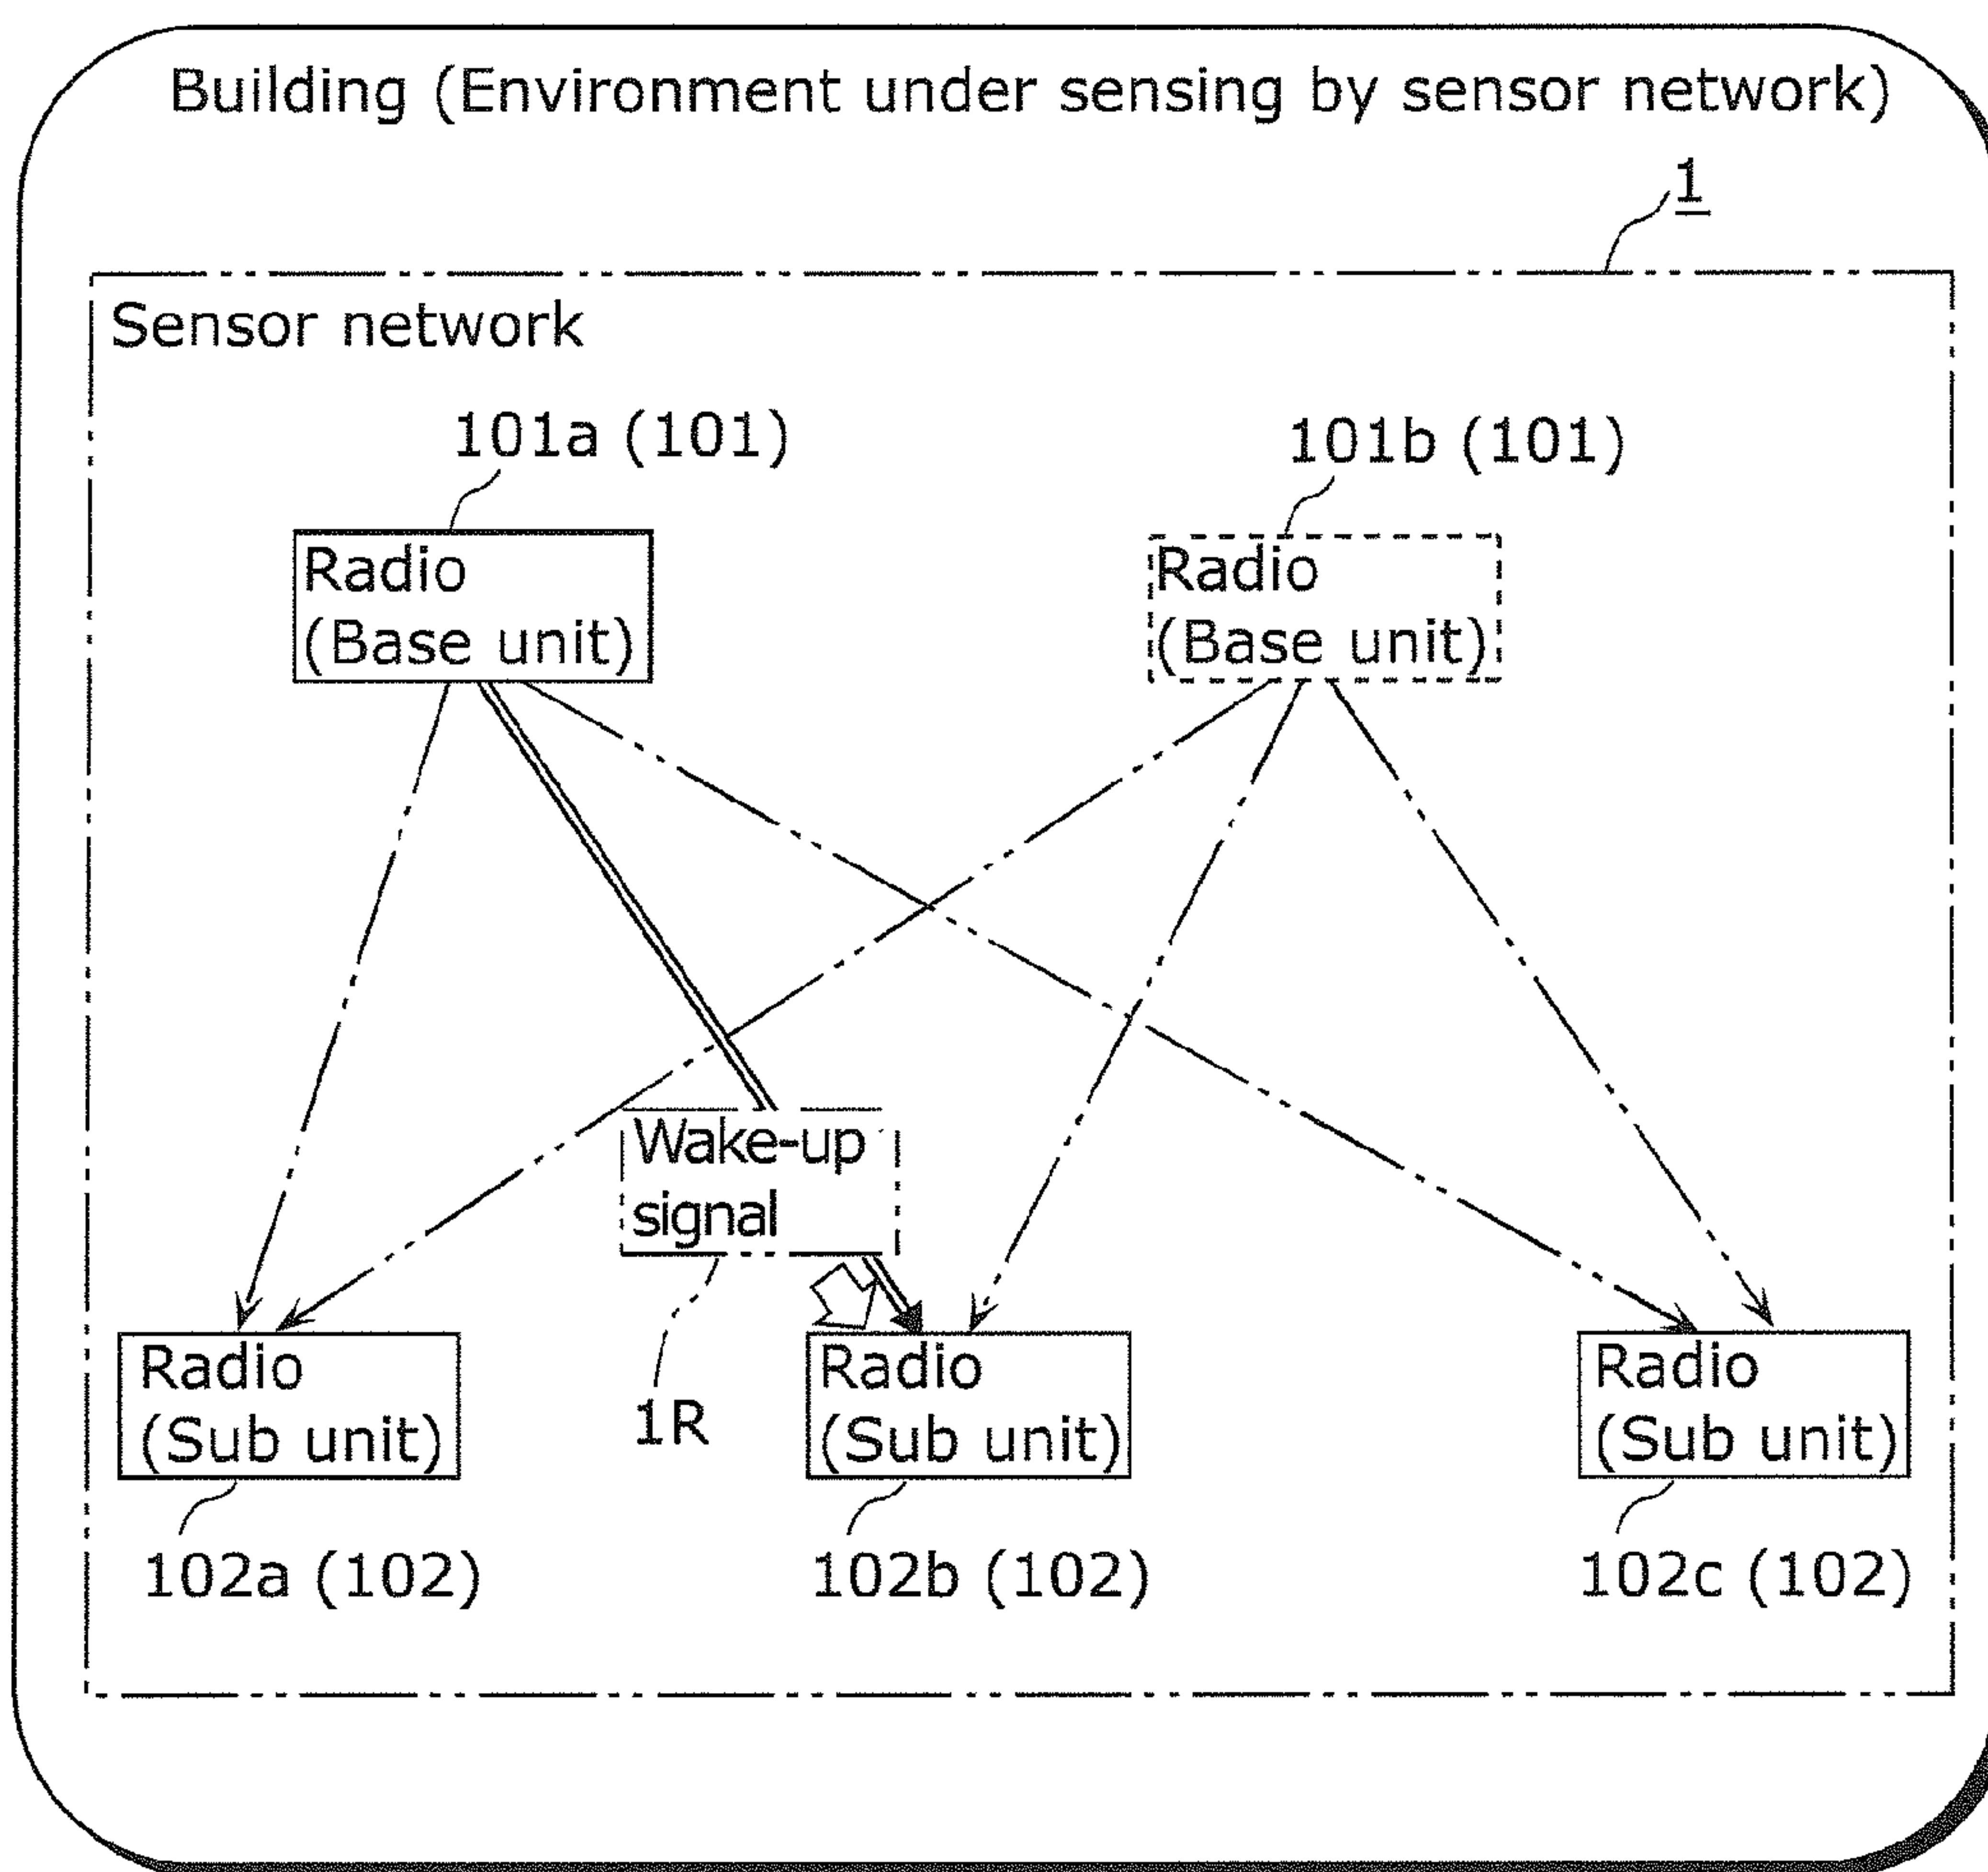 Building (Environment under sensing by sensor network)
1
Sensor network
101a (101)
101b (101)
Radio
(Base unit)
Radio
(Base unit)
Wake-up
signal
1R
Radio
(Sub unit)
Radio
(Sub unit)
Radio
(Sub unit)
102a (102)
102b (102)
102c (102)